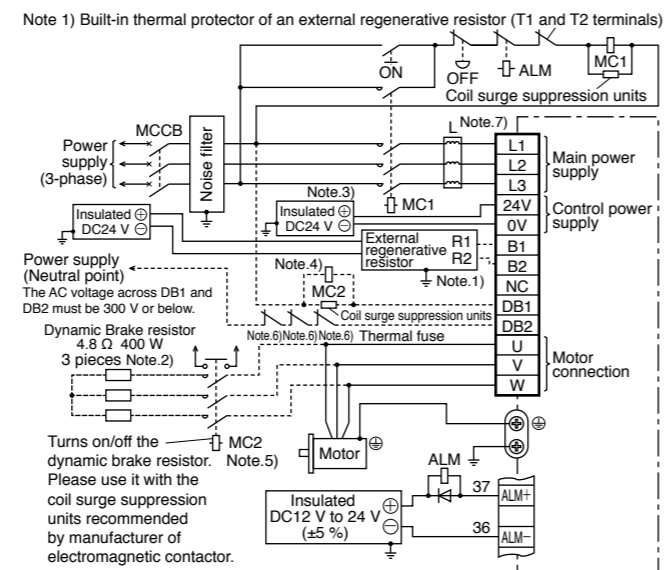 Note 1) Built-in thermal protector of an external regenerative resistor (T1 and T2 terminals)
ON
OFF
ALM
MC1
Coil surge suppression units
MCCB
Noise filter
Power
supply
(3-phase)
L
Note.7)
L1
L2
L3
Main power
supply
MC1
Note.3)
Insulated
DC24 V
Insulated
DC24 V
24V
0V
Control power
supply
External
regenerative
resistor
R1
R2
Note.1)
B1
B2
NC
DB1
DB2
Power supply
(Neutral point)
The AC voltage across DB1 and
DB2 must be 300 V or below.
Note.4)
MC2
Coil surge suppression units
Note.6)Note.6)Note.6)
Thermal fuse
Dynamic Brake resistor
4.8 Ω 400 W
3 pieces Note.2)
U
V
W
Motor
connection
Turns on/off the
dynamic brake resistor.
Please use it with the
coil surge suppression
units recommended
by manufacturer of
electromagnetic contactor.
MC2
Note.5)
Motor
ALM
Insulated
DC12 V to 24 V
(±5 %)
37
ALM+
36
ALM−